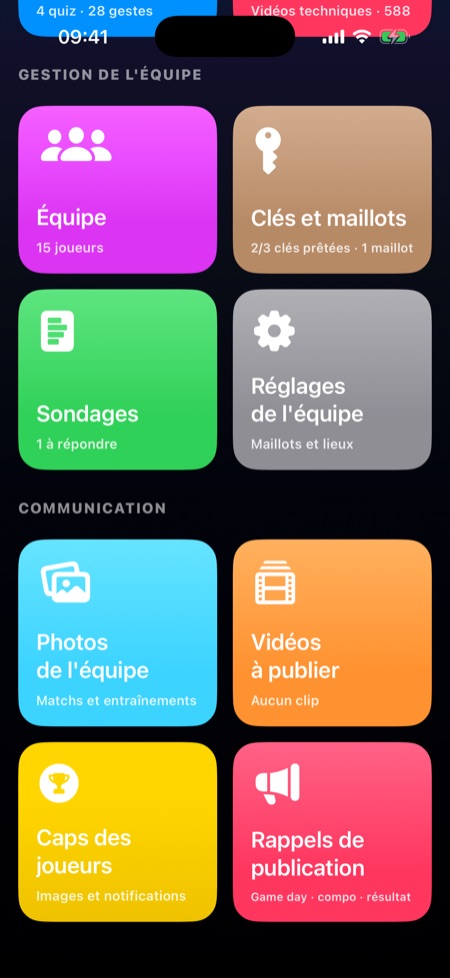 4 quiz · 28 gestes
Vidéos techniques · 588
09:41
GESTION DE L'ÉQUIPE
Équipe
15 joueurs
Clés et maillots
2/3 clés prêtées · 1 maillot
Sondages
1 à répondre
Réglages
de l'équipe
Maillots et lieux
COMMUNICATION
Photos
de l'équipe
Matchs et entraînements
Vidéos
à publier
Aucun clip
Caps des
joueurs
Images et notifications
Rappels de
publication
Game day · compo · résultat